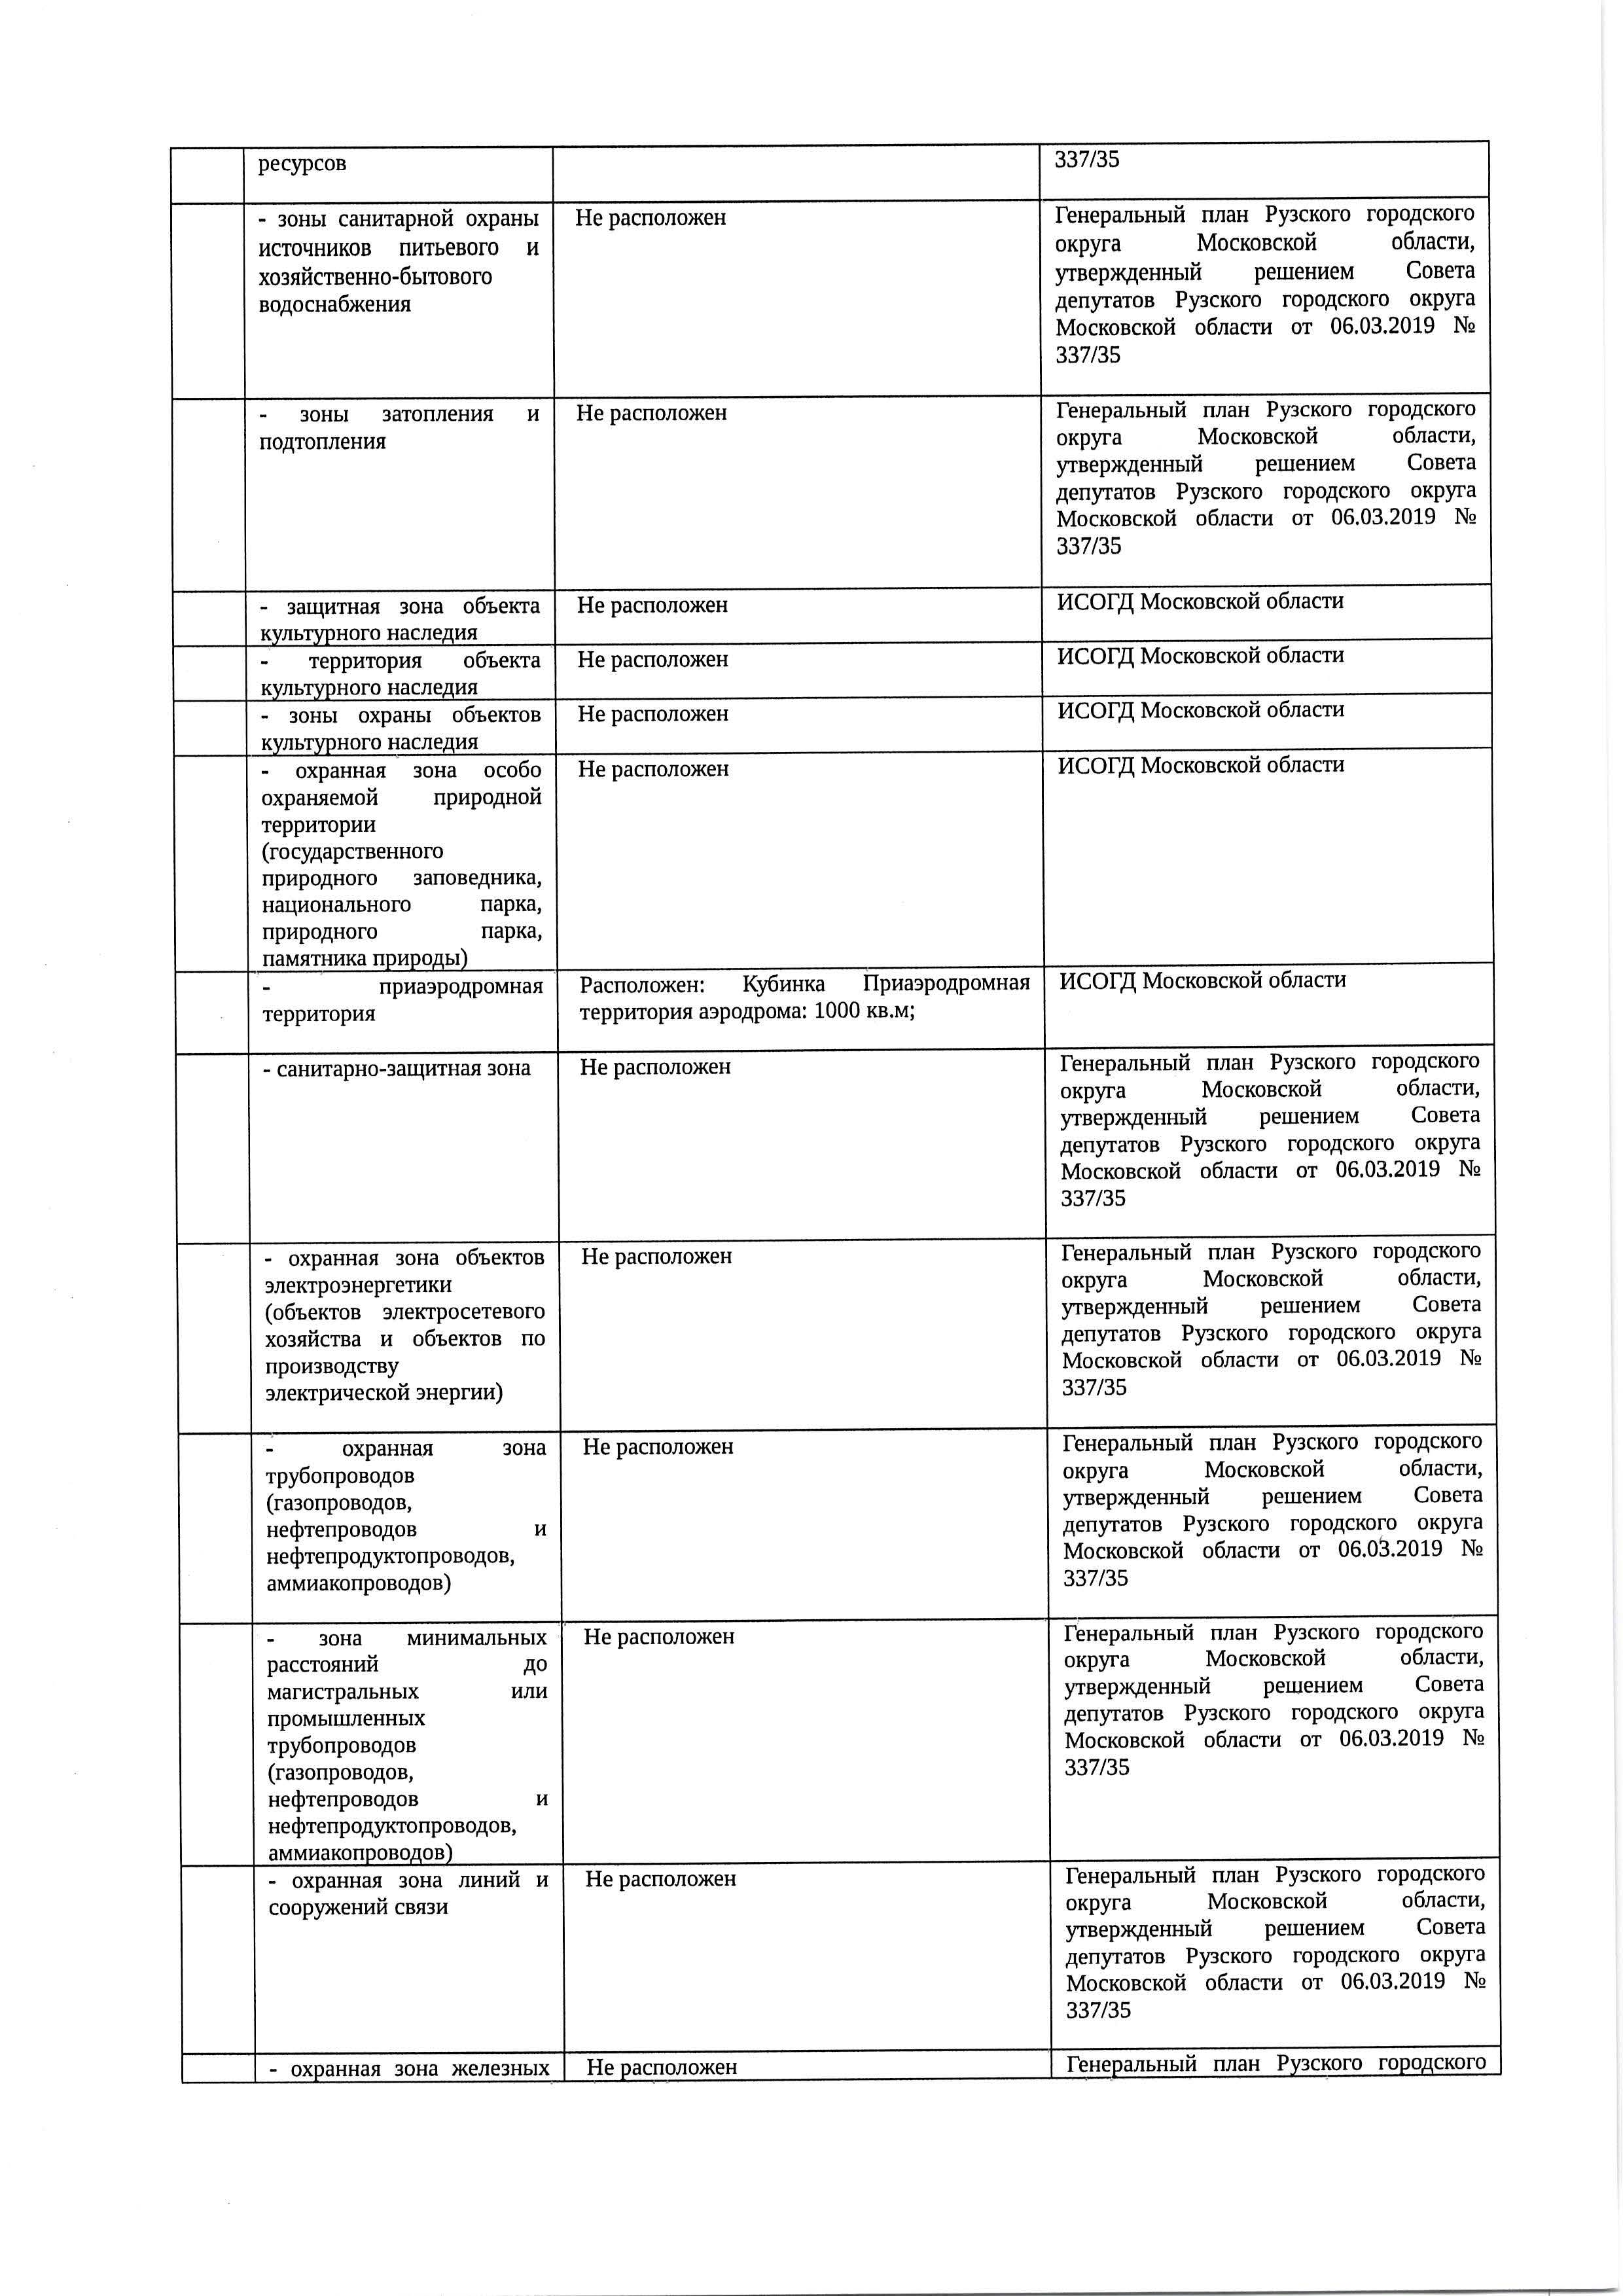 ресурсов
337/35
- зоны санитарной охраны
источников питьевого и
хозяйственно-бытового
водоснабжения
Не расположен
Генеральный план Рузского городского
округа Московской области,
утвержденный решением Совета
депутатов Рузского городского округа
Московской области от 06.03.2019 №
337/35
- зоны затопления и
подтопления
Не расположен
Генеральный план Рузского городского
округа Московской области,
утвержденный решением Совета
депутатов Рузского городского округа
Московской области от 06.03.2019 №
337/35
- защитная зона объекта
культурного наследия
Не расположен
ИСОГД Московской области
- территория объекта
культурного наследия
Не расположен
ИСОГД Московской области
- зоны охраны объектов
культурного наследия
Не расположен
ИСОГД Московской области
- охранная зона особо
охраняемой природной
территории
(государственного
природного заповедника,
национального парка,
природного парка,
памятника природы)
Не расположен
ИСОГД Московской области
- приаэродромная
территория
Расположен: Кубинка Приаэродромная
территория аэродрома: 1000 кв.м;
ИСОГД Московской области
- санитарно-защитная зона
Не расположен
Генеральный план Рузского городского
округа Московской области,
утвержденный решением Совета
депутатов Рузского городского округа
Московской области от 06.03.2019 №
337/35
- охранная зона объектов
электроэнергетики
(объектов электросетевого
хозяйства и объектов по
производству
электрической энергии)
Не расположен
Генеральный план Рузского городского
округа Московской области,
утвержденный решением Совета
депутатов Рузского городского округа
Московской области от 06.03.2019 №
337/35
- охранная зона
трубопроводов
(газопроводов,
нефтепроводов и
нефтепродуктопроводов,
аммиакопроводов)
Не расположен
Генеральный план Рузского городского
округа Московской области,
утвержденный решением Совета
депутатов Рузского городского округа
Московской области от 06.03.2019 №
337/35
- зона минимальных
расстояний до
магистральных или
промышленных
трубопроводов
(газопроводов,
нефтепроводов и
нефтепродуктопроводов,
аммиакопроводов)
Не расположен
Генеральный план Рузского городского
округа Московской области,
утвержденный решением Совета
депутатов Рузского городского округа
Московской области от 06.03.2019 №
337/35
- охранная зона линий и
сооружений связи
Не расположен
Генеральный план Рузского городского
округа Московской области,
утвержденный решением Совета
депутатов Рузского городского округа
Московской области от 06.03.2019 №
337/35
- охранная зона железных
Не расположен
Генеральный план Рузского городского